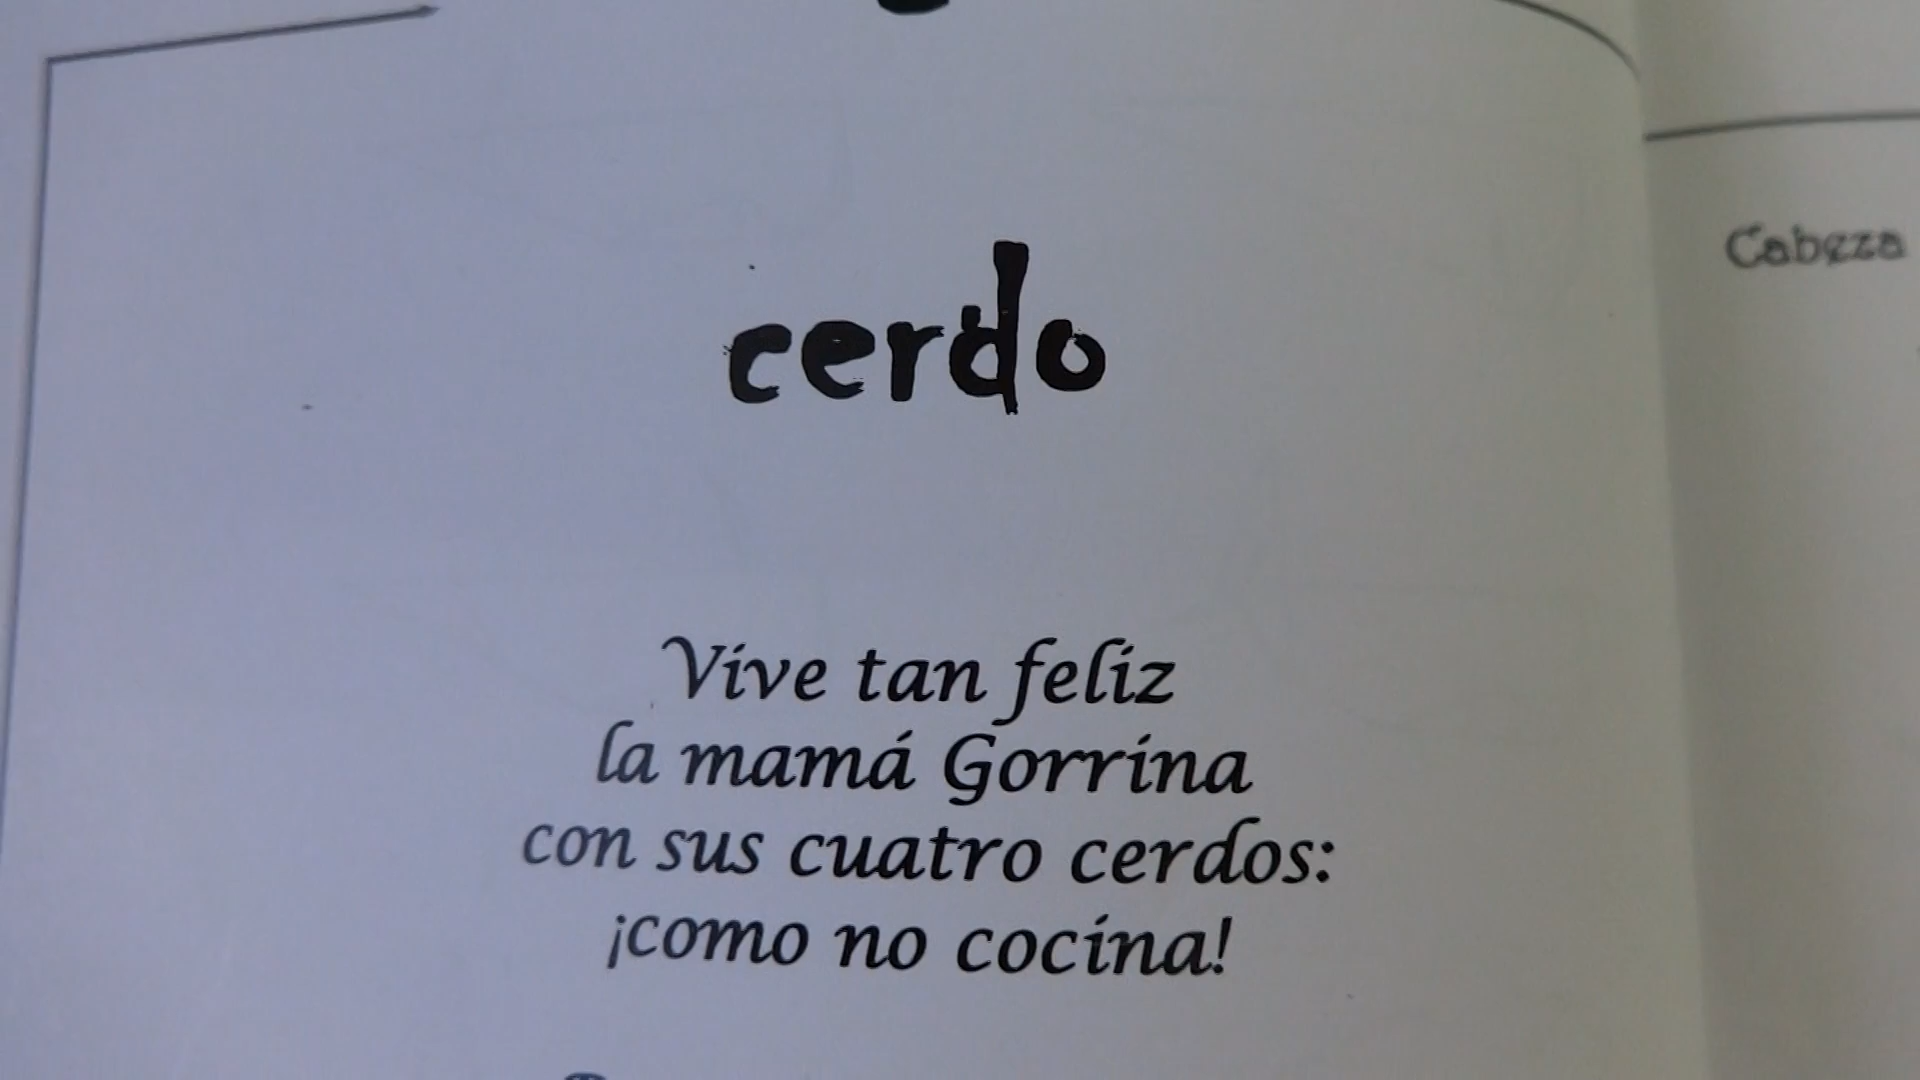 cerdo
Vive tan feliz
la mamá Gorrina
con sus cuatro cerdos:
¡como no cocina!
Cabeza